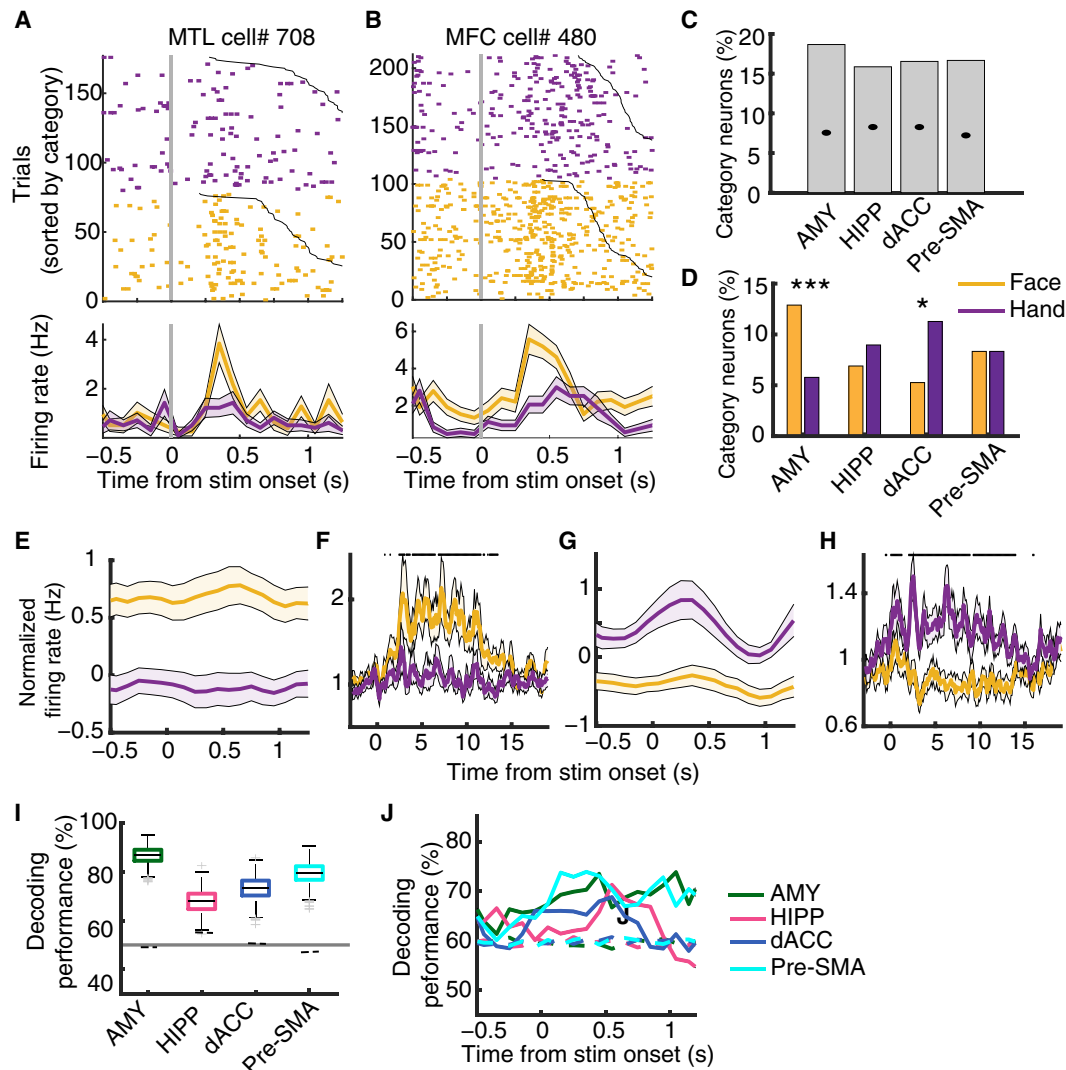 A
MTL cell# 708
Trials
(sorted by category)
150
100
50
0
Firing rate (Hz)
4
2
−0.5
0
0.5
1
Time from stim onset (s)
B
MFC cell# 480
200
150
100
50
0
6
4
2
−0.5
0
0.5
1
Time from stim onset (s)
C
Category neurons (%)
20
15
10
5
0
AMY
HIPP
dACC
Pre-SMA
D
Category neurons (%)
15
10
5
0
***
*
Face
Hand
AMY
HIPP
dACC
Pre-SMA
E
Normalized
firing rate (Hz)
1
0.5
0
−0.5
−0.5
0
0.5
1
F
2
1
0
5
10
15
G
1
0
−1
−0.5
0
0.5
1
H
1.4
1
0.6
0
5
10
15
Time from stim onset (s)
I
Decoding
performance (%)
100
80
60
40
AMY
HIPP
dACC
Pre-SMA
J
Decoding
peformance (%)
80
70
60
50
J
−0.5
0
0.5
1
Time from stim onset (s)
AMY
HIPP
dACC
Pre-SMA